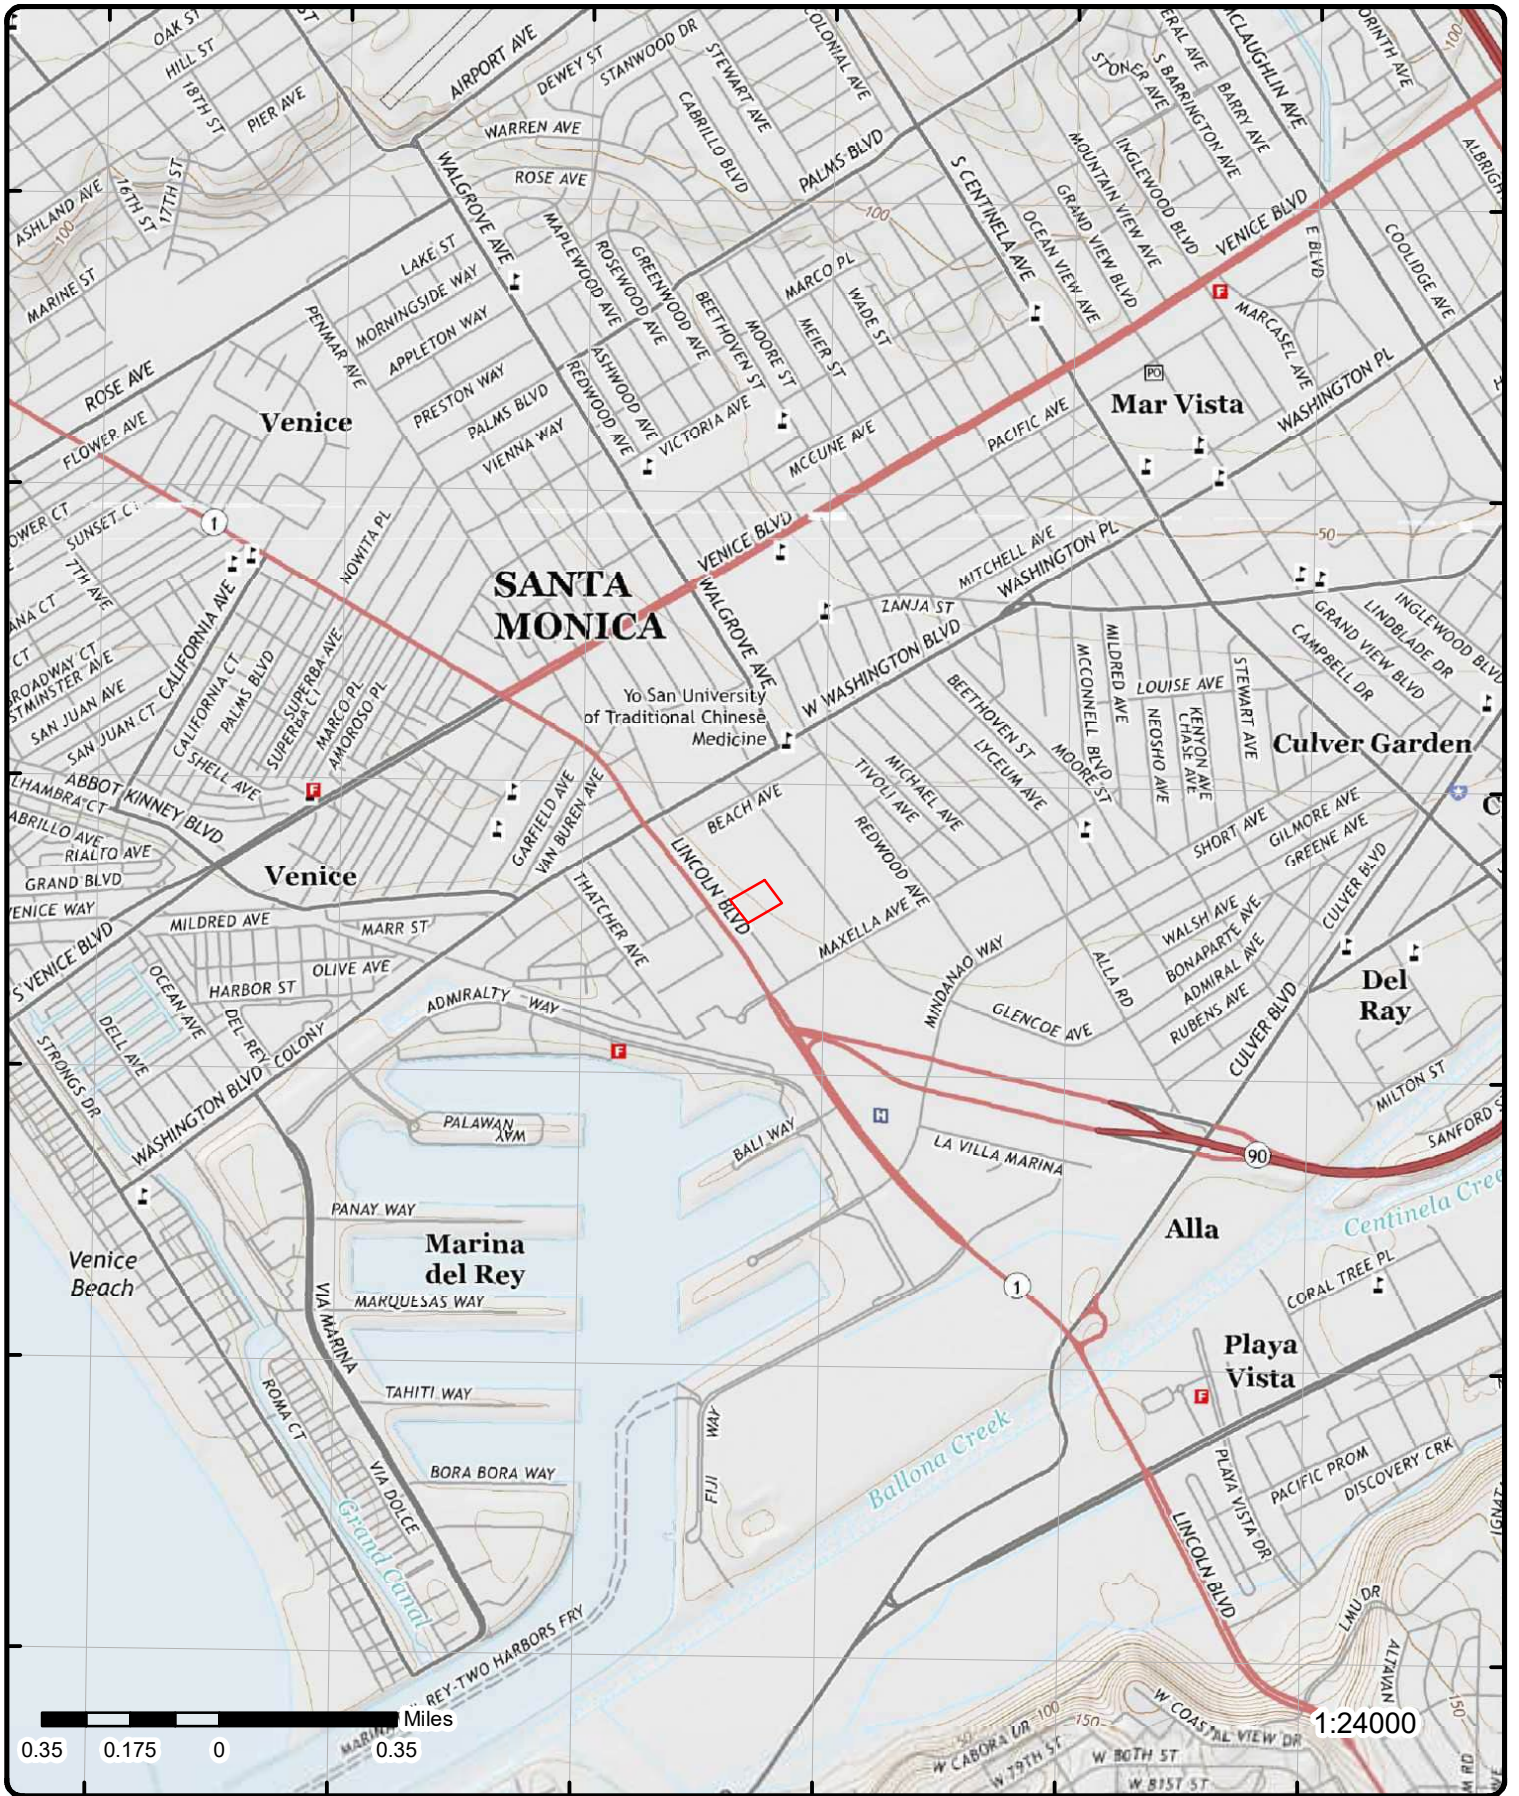 OAK ST
ST
HILL ST
18TH ST
PIER AVE
AIRPORT AVE
DEWEY ST
STANWOOD DR
STEWART AVE
COLONIAL AVE
STONER AVE
S BARRINGTON AVE
BARRY AVE
MCLAUGHLIN AVE
100
WARREN AVE
CABRILLO BLVD
PALMS BLVD
ROSE AVE
WALGROVE AVE
S CENTINELA AVE
MOUNTAIN VIEW AVE
INGLEWOOD BLVD
GRAND VIEW BLVD
OCEAN VIEW AVE
VENICE BLVD
ASHLAND AVE
16TH ST
17TH ST
100
100
MARINE ST
LAKE ST
MORNINGSIDE WAY
APPLETON WAY
PENMAR AVE
MAPLEWOOD AVE
ROSEWOOD AVE
GREENWOOD AVE
BEETHOVEN ST
MARCO PL
WADE ST
MOORE ST
MEIER ST
E BLVD
COOLIDGE AVE
MARCASEL AVE
PO
Mar Vista
WASHINGTON PL
ROSE AVE
FLOWER AVE
Venice
PRESTON WAY
PALMS BLVD
VIENNA WAY
REDWOOD AVE
ASHWOOD AVE
VICTORIA AVE
MCCUNE AVE
PACIFIC AVE
1
SUNSET CT
7TH AVE
NOWITA PL
SANTA
MONICA
VENICE BLVD
WALGROVE AVE
50
MITCHELL AVE
WASHINGTON PL
ZANJA ST
W WASHINGTON BLVD
CALIFORNIA AVE
CALIFORNIA CT
PALMS BLVD
SUPERBA AVE
SUPERBA CT
MARCO PL
AMOROSO PL
BROADWAY CT
SAN JUAN AVE
SAN JUAN CT
SHELL AVE
Yo San University
of Traditional Chinese
Medicine
BEETHOVEN ST
MCCONNELL BLVD
MILDRED AVE
LOUISE AVE
NEOSHO AVE
KENYON AVE
CHASE AVE
STEWART AVE
CAMPBELL DR
GRAND VIEW BLVD
LINDBLADE DR
INGLEWOOD BLVD
Culver Garden
ABBOT KINNEY BLVD
RIALTO AVE
GRAND BLVD
Venice
GARFIELD AVE
VAN BUREN AVE
BEACH AVE
TIVOLI AVE
MICHAEL AVE
LYCEUM AVE
MOORE ST
SHORT AVE
GILMORE AVE
GREENE AVE
CULVER BLVD
LINCOLN BLVD
REDWOOD AVE
MAXELLA AVE
MILDRED AVE
MARR ST
THATCHER AVE
S VENICE BLVD
OLIVE AVE
HARBOR ST
OCEAN AVE
DELL AVE
DEL REY
COLONY
ADMIRALTY WAY
MINDANAO WAY
GLENCOE AVE
ALLA RD
WALSH AVE
BONAPARTE AVE
ADMIRAL AVE
RUBENS AVE
CULVER BLVD
Del
Ray
MILTON ST
STRONGS DR
WASHINGTON BLVD
F
PALAWAN
WAY
BALI WAY
H
LA VILLA MARINA
90
Centinela Cree
PANAY WAY
Marina
del Rey
MARQUESAS WAY
Venice
Beach
VIA MARINA
Alla
1
CORAL TREE PL
Playa
Vista
F
TAHITI WAY
ROMA CT
FIJI WAY
BORA BORA WAY
VIA DOLCE
Grand Canal
Ballona Creek
PLAYA VISTA DR
PACIFIC PROM
DISCOVERY CRK
LINCOLN BLVD
LMU DR
REY-TWO HARBORS FRY
W COASTAL VIEW DR
W CABORA DR
W 79TH ST
W 80TH ST
W 81ST ST
100
150
150
1:24000
Miles
0.35 0.175 0 0.35